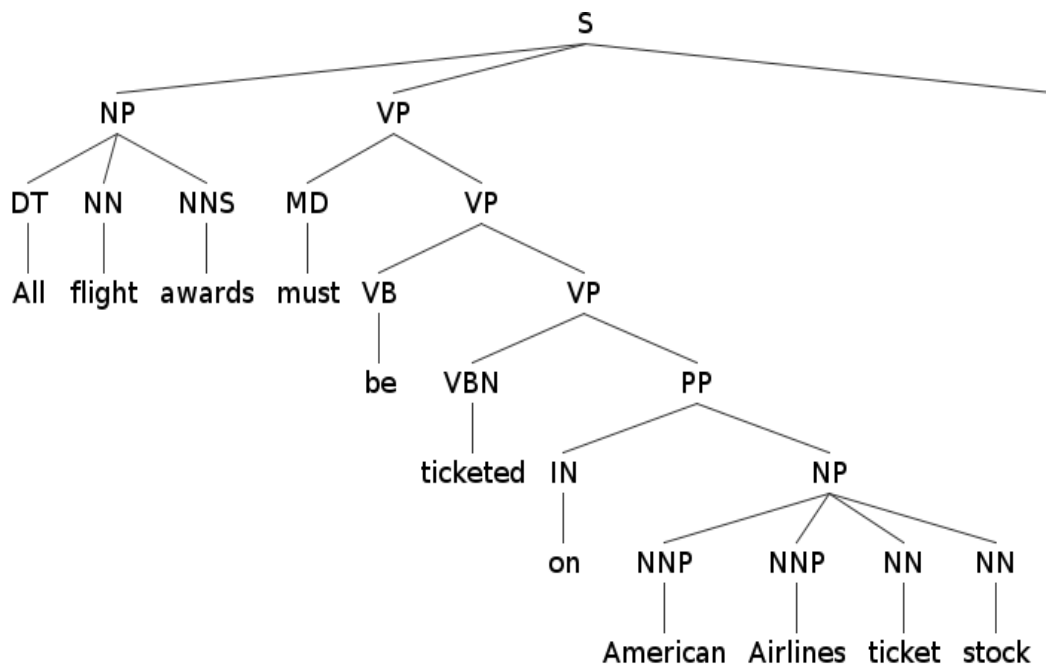 S
NP VP
DT NN NNS MD VP
All flight awards must VB VP
be VBN PP
ticketed IN NP
on NNP NNP NN NN
American Airlines ticket stock